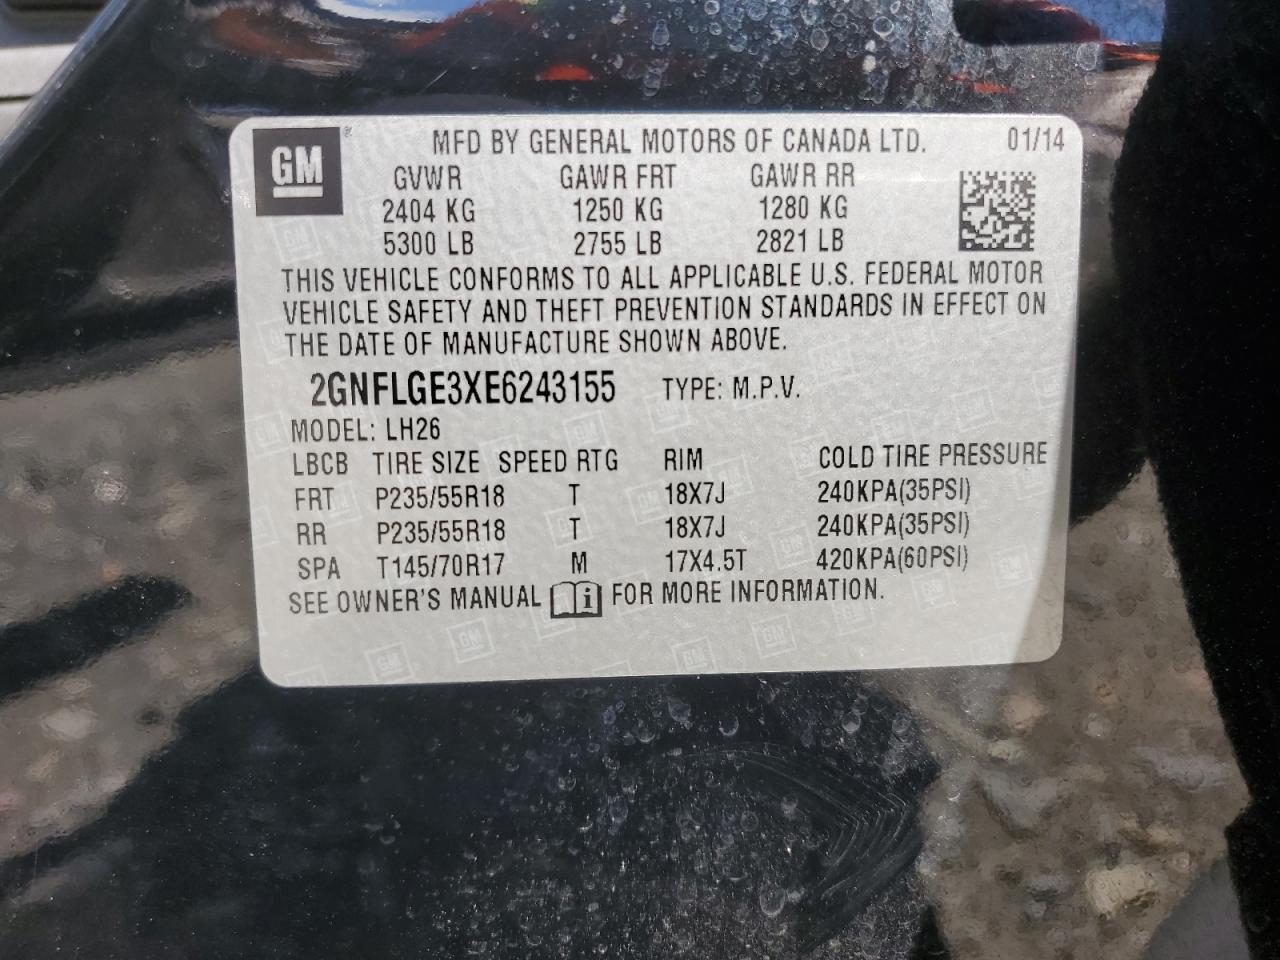 GM® MFD BY GENERAL MOTORS OF CANADA LTD. 01/14
GVWR GAWR FRT GAWR RR
2404 KG 1250 KG 1280 KG
5300 LB 2755 LB 2821 LB
THIS VEHICLE CONFORMS TO ALL APPLICABLE U.S. FEDERAL MOTOR
VEHICLE SAFETY AND THEFT PREVENTION STANDARDS IN EFFECT ON
THE DATE OF MANUFACTURE SHOWN ABOVE.
2GNFLGE3XE6243155 TYPE: M.P.V.
MODEL: LH26
LBCB TIRE SIZE SPEED RTG RIM COLD TIRE PRESSURE
FRT P235/55R18 T 18X7J 240KPA(35PSI)
RR P235/55R18 T 18X7J 240KPA(35PSI)
SPA T145/70R17 M 17X4.5T 420KPA(60PSI)
SEE OWNER'S MANUAL i FOR MORE INFORMATION.